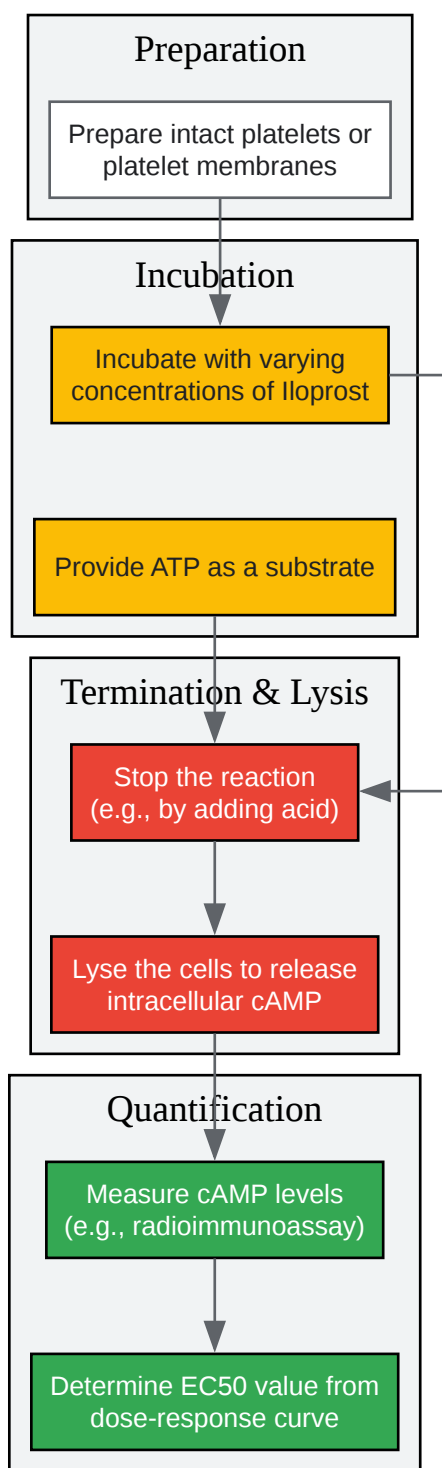 Preparation
Prepare intact platelets or
platelet membranes
Incubation
Incubate with varying
concentrations of Iloprost
Provide ATP as a substrate
Termination & Lysis
Stop the reaction
(e.g., by adding acid)
Lyse the cells to release
intracellular cAMP
Quantification
Measure cAMP levels
(e.g., radioimmunoassay)
Determine EC50 value from
dose-response curve